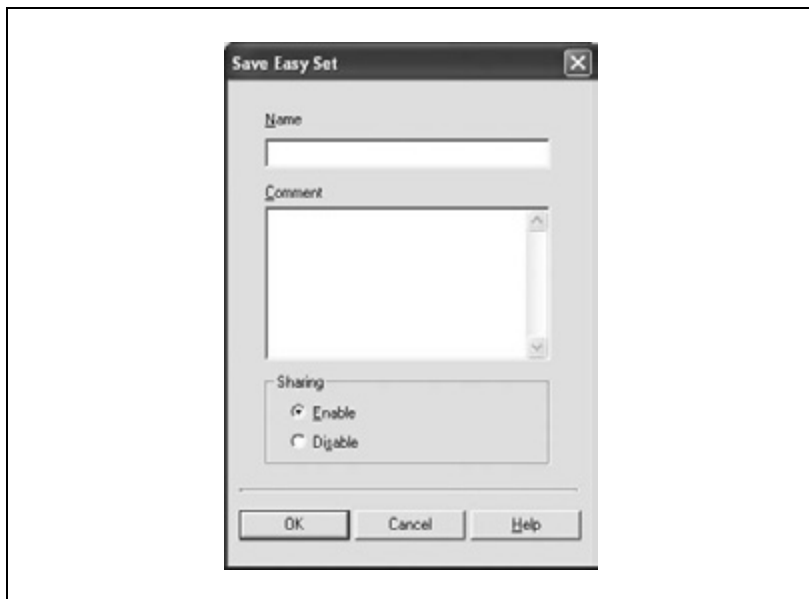 Save Easy Set
Name
Comment
Sharing
Enable
Disable
OK Cancel Help